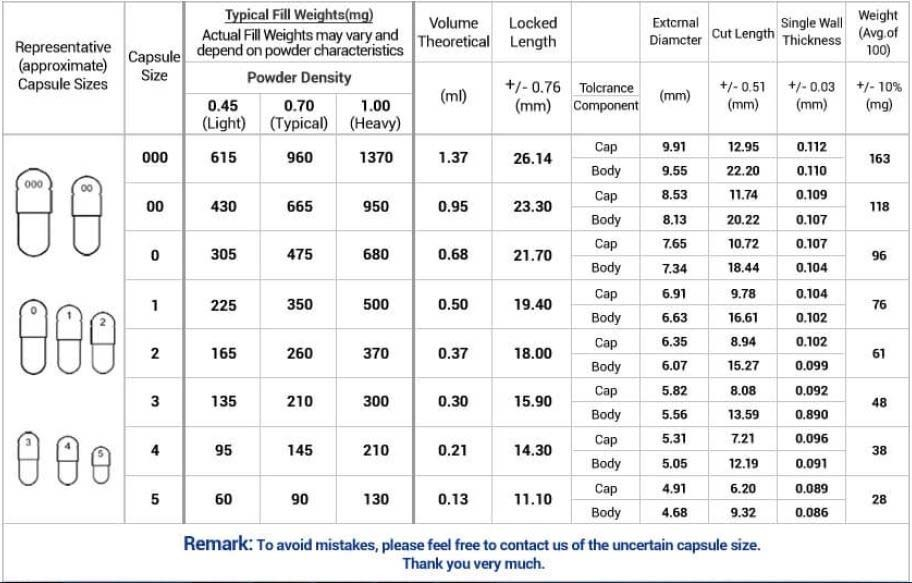 Representative
(approximate)
Capsule Sizes
Capsule
Size
Typical Fill Weights(mg)
Actual Fill Weights may vary and
depend on powder characteristics
Powder Density
0.45
(Light)
0.70
(Typical)
1.00
(Heavy)
Volume
Theoretical
(ml)
Locked
Length
+/- 0.76
(mm)
Tolcrance
Component
Extcrnal
Diamcter
(mm)
Cut Length
+/- 0.51
(mm)
Single Wall
Thickness
+/- 0.03
(mm)
Weight
(Avg.of
100)
+/- 10%
(mg)
000 615 960 1370 1.37 26.14 163
Cap 9.91 12.95 0.112
Body 9.55 22.20 0.110
00 430 665 950 0.95 23.30 118
Cap 8.53 11.74 0.109
Body 8.13 20.22 0.107
0 305 475 680 0.68 21.70 96
Cap 7.65 10.72 0.107
Body 7.34 18.44 0.104
1 225 350 500 0.50 19.40 76
Cap 6.91 9.78 0.104
Body 6.63 16.61 0.102
2 165 260 370 0.37 18.00 61
Cap 6.35 8.94 0.102
Body 6.07 15.27 0.099
3 135 210 300 0.30 15.90 48
Cap 5.82 8.08 0.092
Body 5.56 13.59 0.890
4 95 145 210 0.21 14.30 38
Cap 5.31 7.21 0.096
Body 5.05 12.19 0.091
5 60 90 130 0.13 11.10 28
Cap 4.91 6.20 0.089
Body 4.68 9.32 0.086
000 00
0 1 2
3 4 5
Remark: To avoid mistakes, please feel free to contact us of the uncertain capsule size.
Thank you very much.